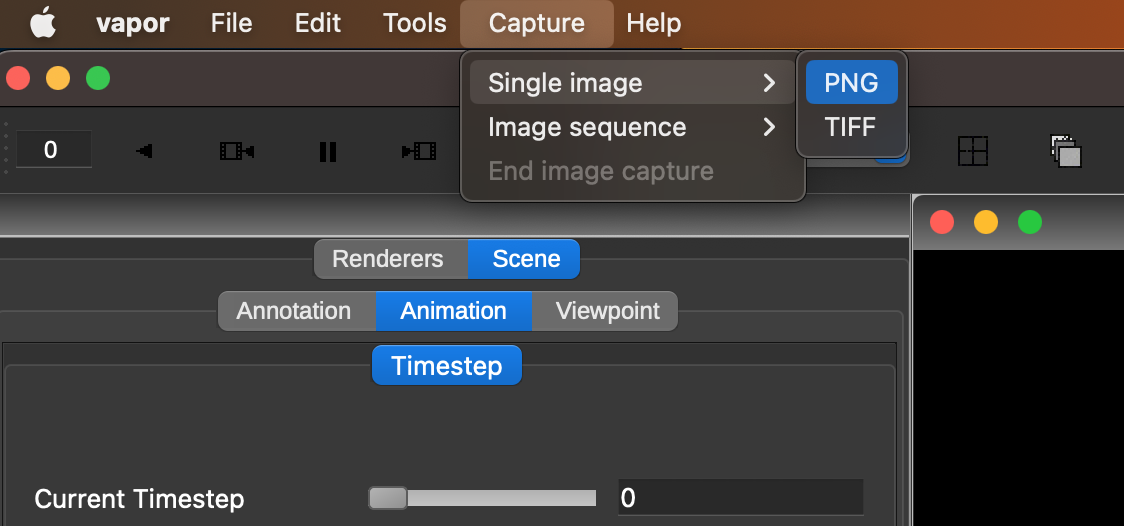 vapor File Edit Tools Capture Help
Single image PNG
Image sequence TIFF
End image capture
0
Renderers Scene
Annotation Animation Viewpoint
Timestep
Current Timestep 0